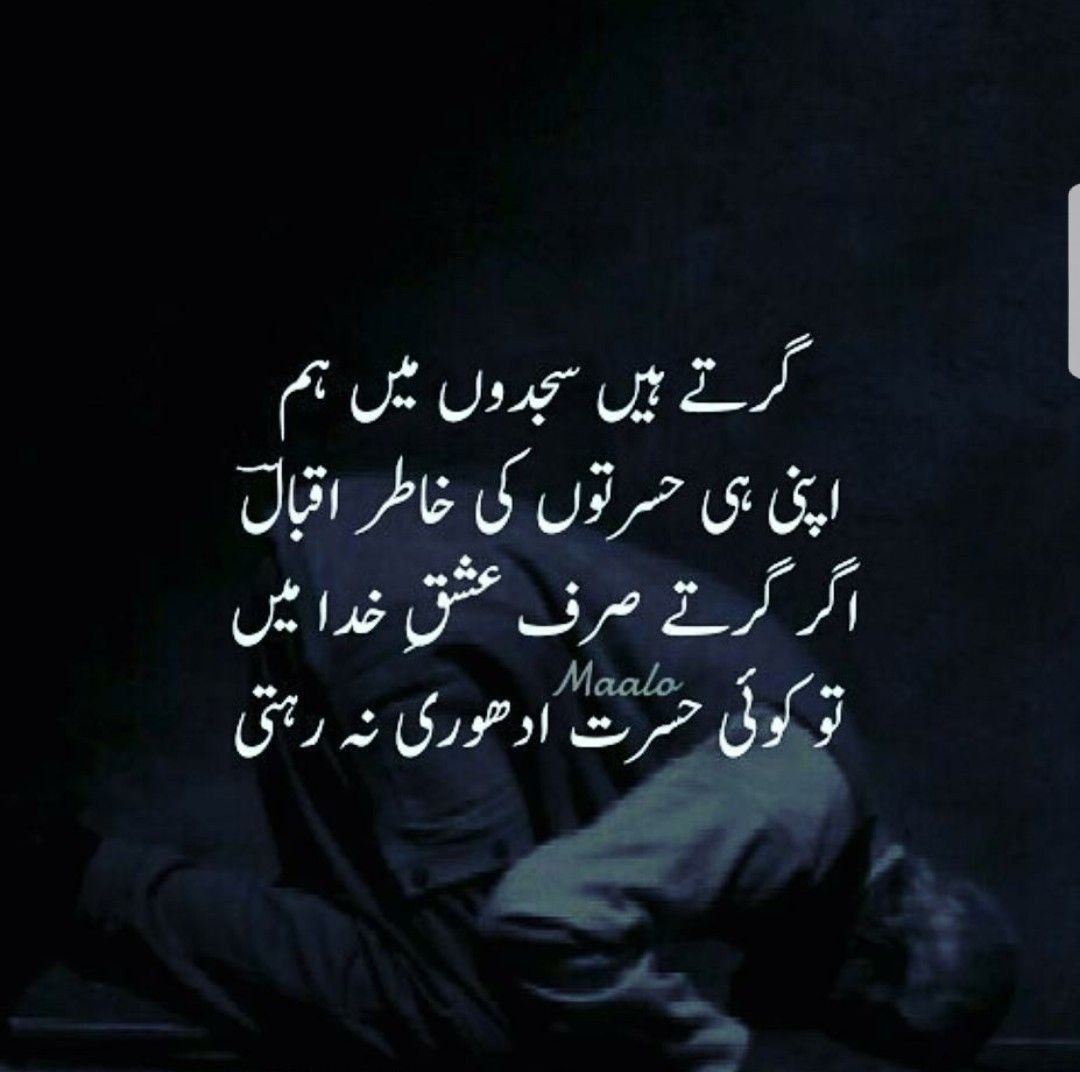 گرتے ہیں سجدوں میں ہم
اپنی ہی حسرتوں کی خاطر اقبالؔ
اگر گرتے صرف عشقِ خدا میں
Maalo
تو کوئی حسرت ادھوری نہ رہتی